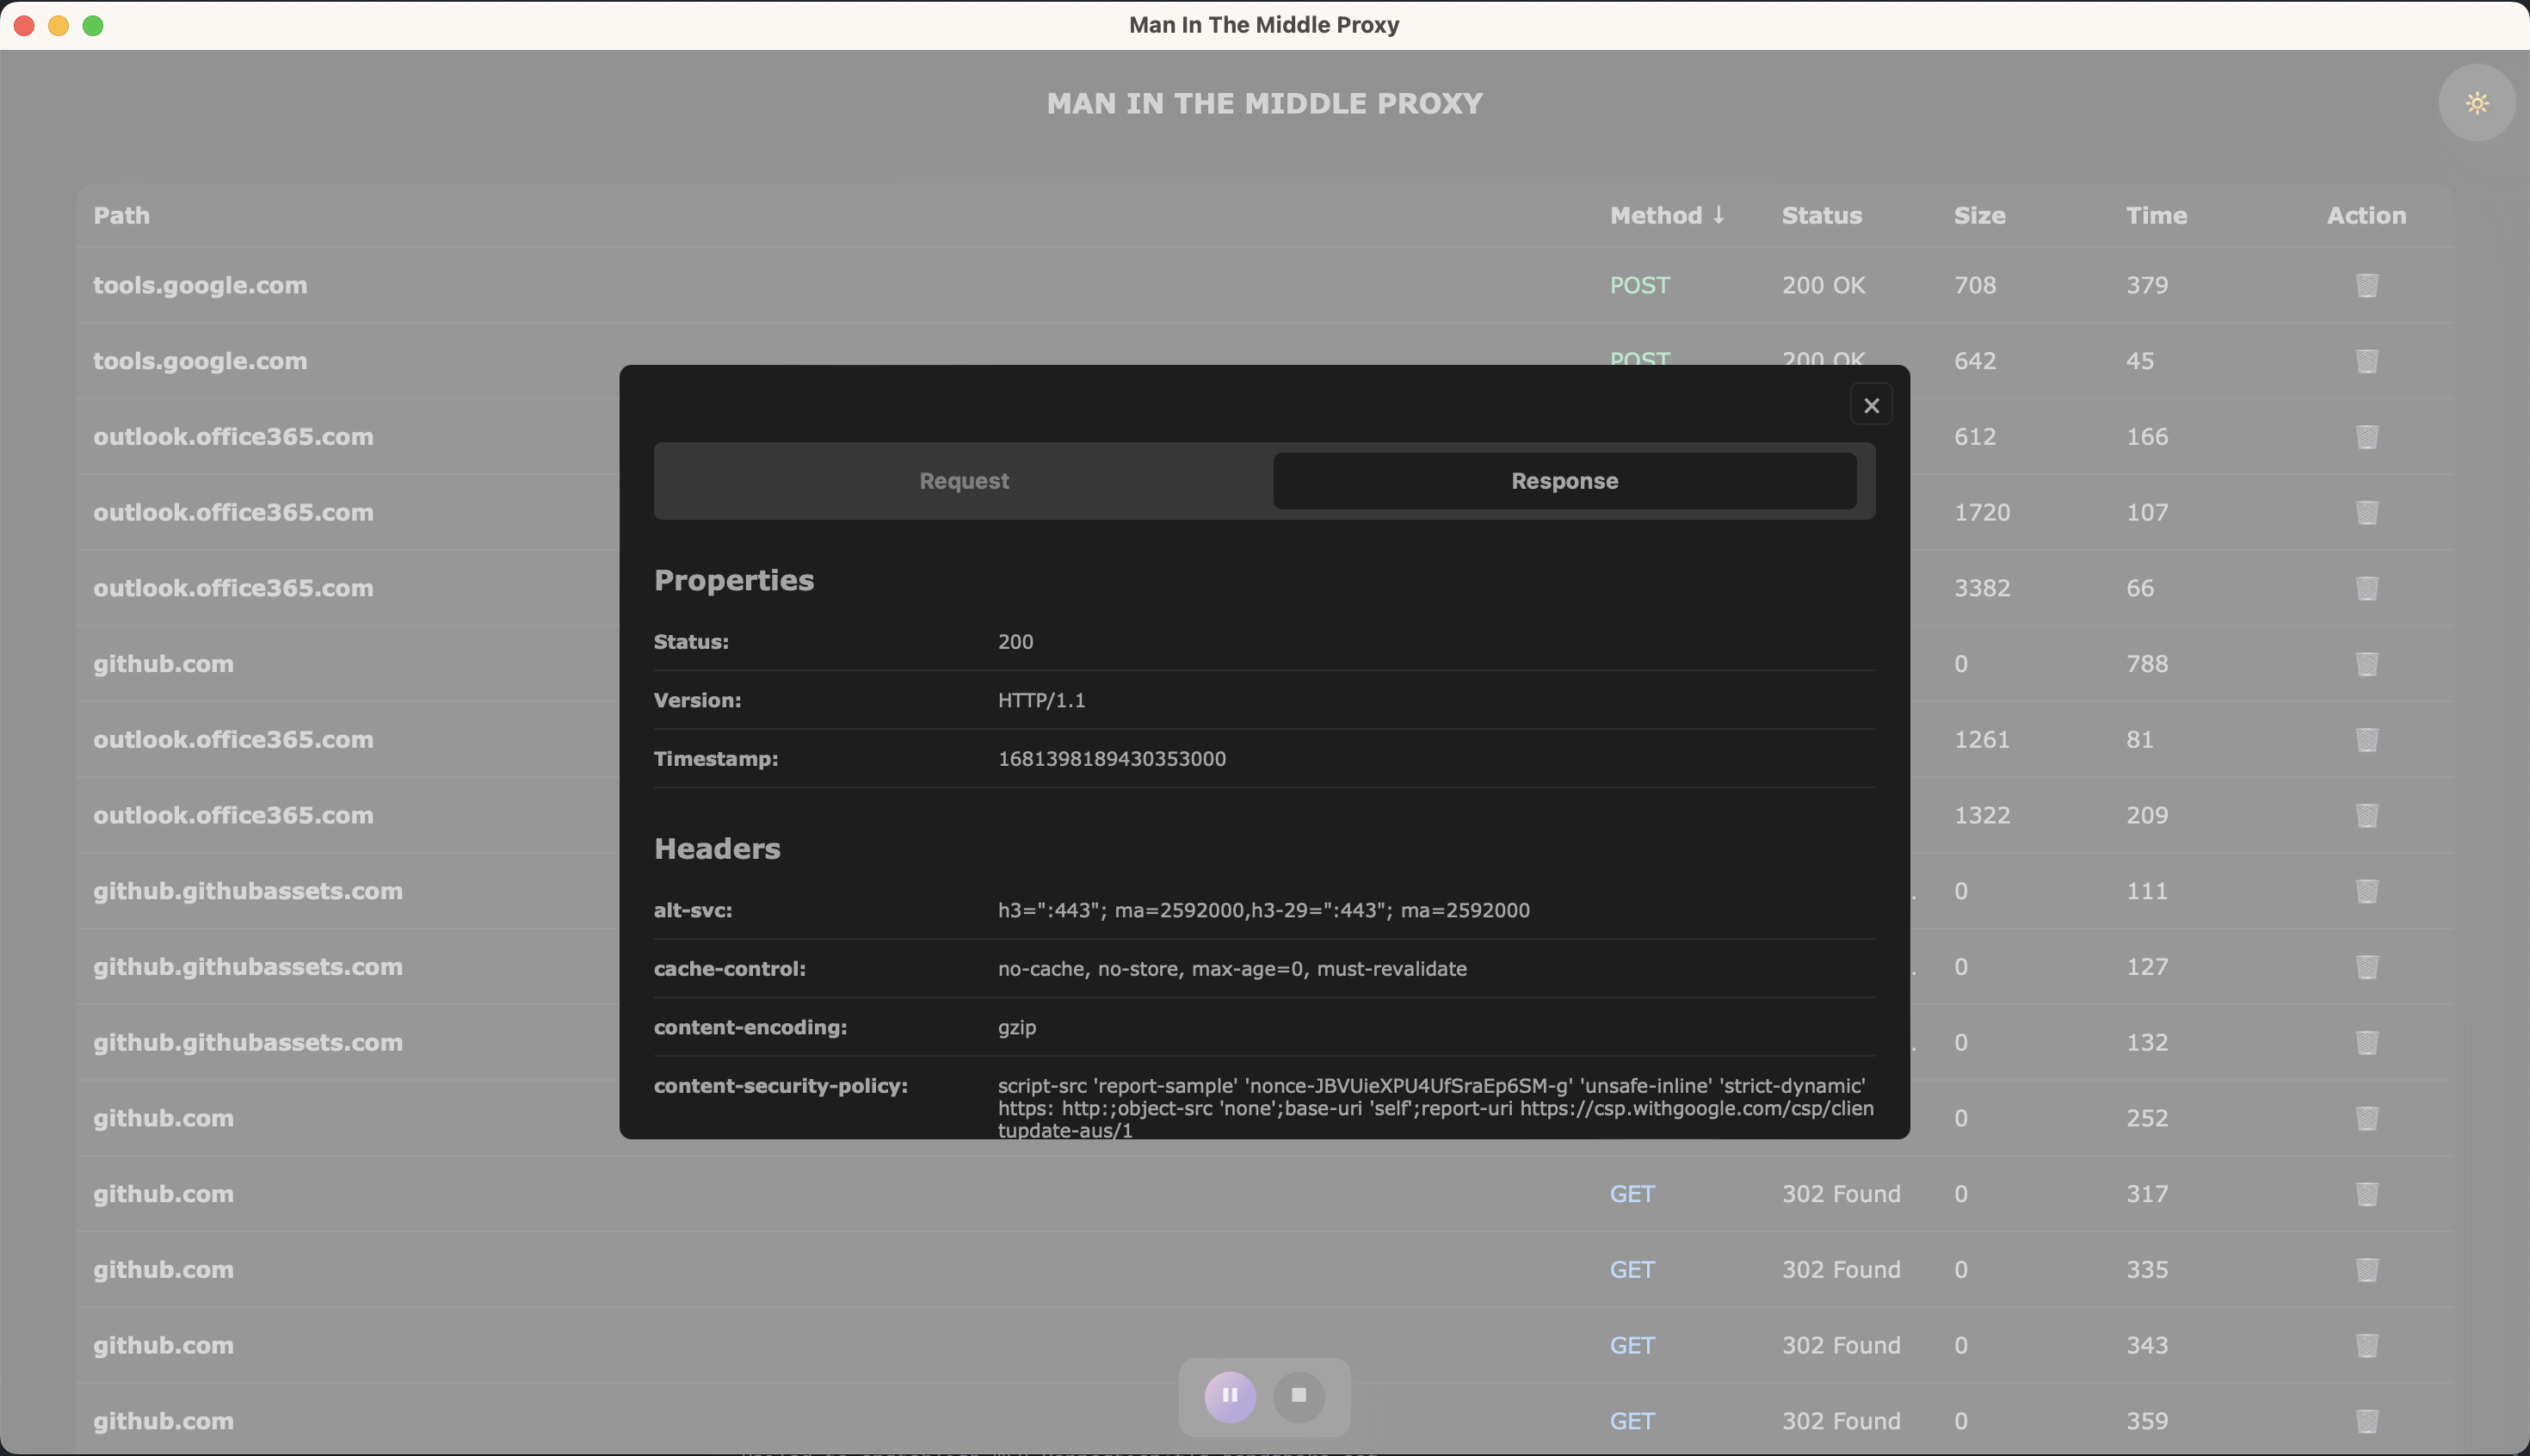 Man In The Middle Proxy
MAN IN THE MIDDLE PROXY
Path Method ↓ Status Size Time Action
tools.google.com POST 200 OK 708 379
tools.google.com POST 200 OK 642 45
outlook.office365.com 612 166
outlook.office365.com 1720 107
outlook.office365.com 3382 66
github.com 0 788
outlook.office365.com 1261 81
outlook.office365.com 1322 209
github.githubassets.com 0 111
github.githubassets.com 0 127
github.githubassets.com 0 132
github.com 0 252
github.com GET 302 Found 0 317
github.com GET 302 Found 0 335
github.com GET 302 Found 0 343
github.com GET 302 Found 0 359
Request Response
Properties
Status: 200
Version: HTTP/1.1
Timestamp: 1681398189430353000
Headers
alt-svc: h3=":443"; ma=2592000,h3-29=":443"; ma=2592000
cache-control: no-cache, no-store, max-age=0, must-revalidate
content-encoding: gzip
content-security-policy: script-src 'report-sample' 'nonce-JBVUieXPU4UfSraEp6SM-g' 'unsafe-inline' 'strict-dynamic'
https: http:;object-src 'none';base-uri 'self';report-uri https://csp.withgoogle.com/csp/clien
tupdate-aus/1